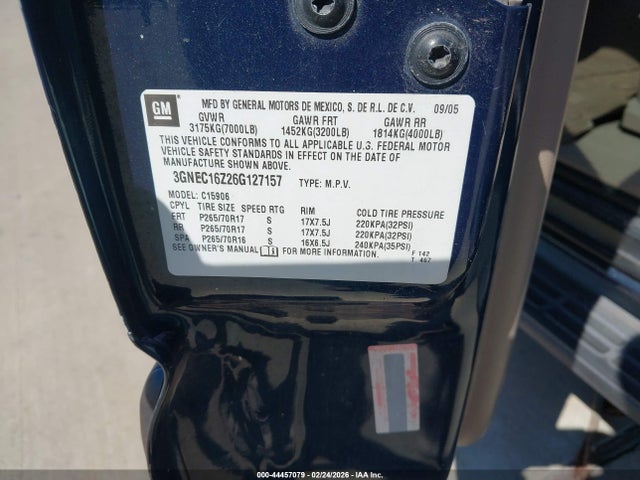 GM
MFD BY GENERAL MOTORS DE MEXICO, S. DE R.L. DE C.V. 09/05
GVWR GAWR FRT GAWR RR
3175KG(7000LB) 1452KG(3200LB) 1814KG(4000LB)
THIS VEHICLE CONFORMS TO ALL APPLICABLE U.S. FEDERAL MOTOR
VEHICLE SAFETY STANDARDS IN EFFECT ON THE DATE OF
MANUFACTURE SHOWN ABOVE.
3GNEC16Z26G127157 TYPE: M.P.V.
MODEL: C15906
CPYL TIRE SIZE SPEED RTG RIM COLD TIRE PRESSURE
FRT P265/70R17 S 17X7.5J 220KPA(32PSI)
RR P265/70R17 S 17X7.5J 220KPA(32PSI)
SPA P265/70R16 S 16X6.5J 240KPA(35PSI)
SEE OWNER'S MANUAL FOR MORE INFORMATION. F 142
T 467
000-44457079 - 02/24/2026 - IAA Inc.